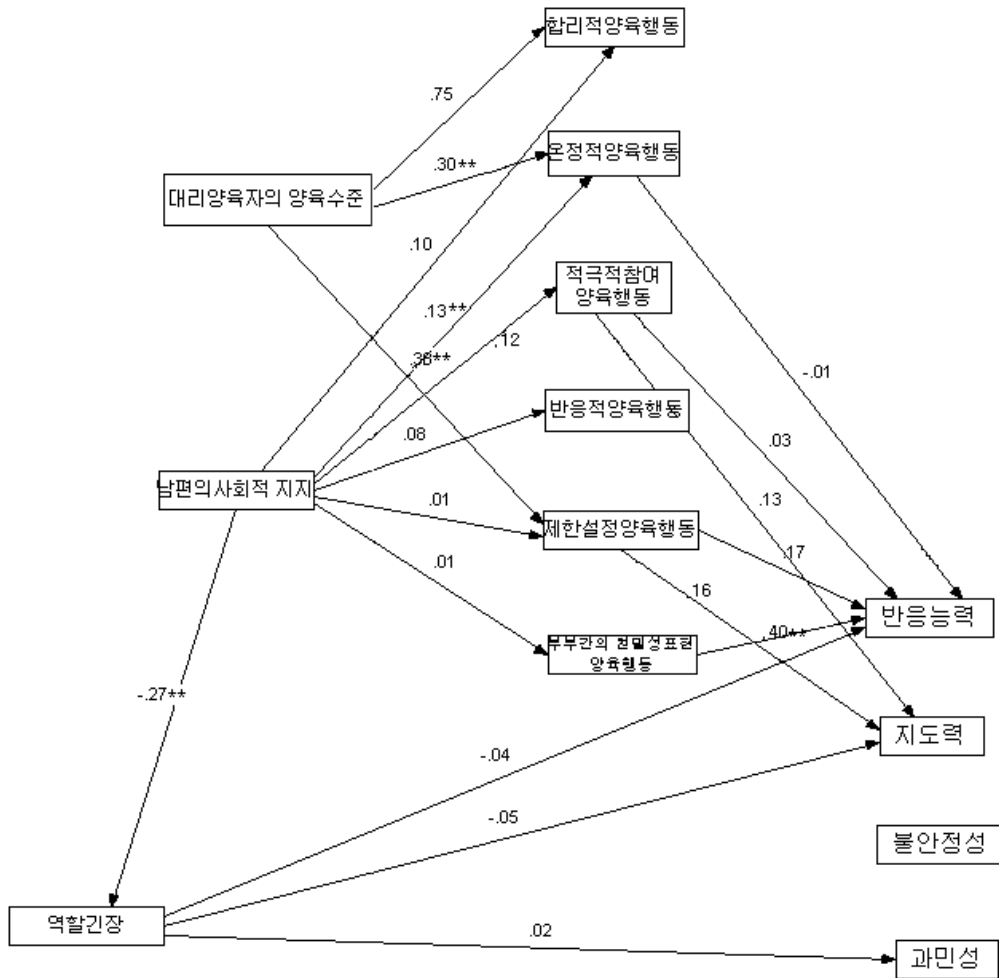 합리적양육행동
.75
온정적양육행동
.30**
대리양육자의 양육수준
.10
적극적참여
양육행동
.13**
.12
.38**
-.01
반응적양육행동
.08
.03
남편의사회적 지지
.01
.13
제한설정양육행동
.17
.01
.16
반응능력
.40**
부부간의 친밀성표현
양육행동
-.27**
지도력
-.04
-.05
불안정성
역할긴장
.02
과민성